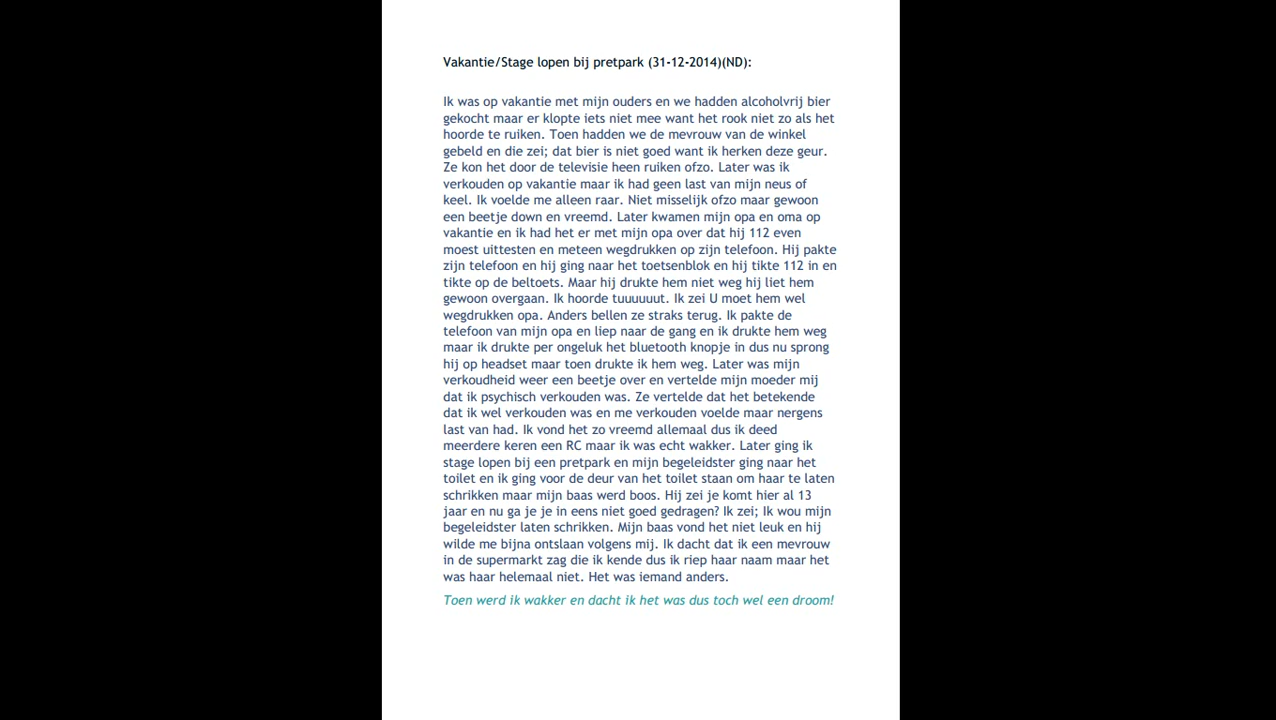 Vakantie/Stage lopen bij pretpark (31-12-2014)(ND):
Ik was op vakantie met mijn ouders en we hadden alcoholvrij bier
gekocht maar er klopte iets niet mee want het rook niet zo als het
hoorde te ruiken. Toen hadden we de mevrouw van de winkel
gebeld en die zei; dat bier is niet goed want ik herken deze geur.
Ze kon het door de televisie heen ruiken ofzo. Later was ik
verkouden op vakantie maar ik had geen last van mijn neus of
keel. Ik voelde me alleen raar. Niet misselijk ofzo maar gewoon
een beetje down en vreemd. Later kwamen mijn opa en oma op
vakantie en ik had het er met mijn opa over dat hij 112 even
moest uittesten en meteen wegdrukken op zijn telefoon. Hij pakte
zijn telefoon en hij ging naar het toetsenblok en hij tikte 112 in en
tikte op de beltoets. Maar hij drukte hem niet weg hij liet hem
gewoon overgaan. Ik hoorde tuuuuuut. Ik zei U moet hem wel
wegdrukken opa. Anders bellen ze straks terug. Ik pakte de
telefoon van mijn opa en liep naar de gang en ik drukte hem weg
maar ik drukte per ongeluk het bluetooth knopje in dus nu sprong
hij op headset maar toen drukte ik hem weg. Later was mijn
verkoudheid weer een beetje over en vertelde mijn moeder mij
dat ik psychisch verkouden was. Ze vertelde dat het betekende
dat ik wel verkouden was en me verkouden voelde maar nergens
last van had. Ik vond het zo vreemd allemaal dus ik deed
meerdere keren een RC maar ik was echt wakker. Later ging ik
stage lopen bij een pretpark en mijn begeleidster ging naar het
toilet en ik ging voor de deur van het toilet staan om haar te laten
schrikken maar mijn baas werd boos. Hij zei je komt hier al 13
jaar en nu ga je je in eens niet goed gedragen? Ik zei; Ik wou mijn
begeleidster laten schrikken. Mijn baas vond het niet leuk en hij
wilde me bijna ontslaan volgens mij. Ik dacht dat ik een mevrouw
in de supermarkt zag die ik kende dus ik riep haar naam maar het
was haar helemaal niet. Het was iemand anders.
Toen werd ik wakker en dacht ik het was dus toch wel een droom!